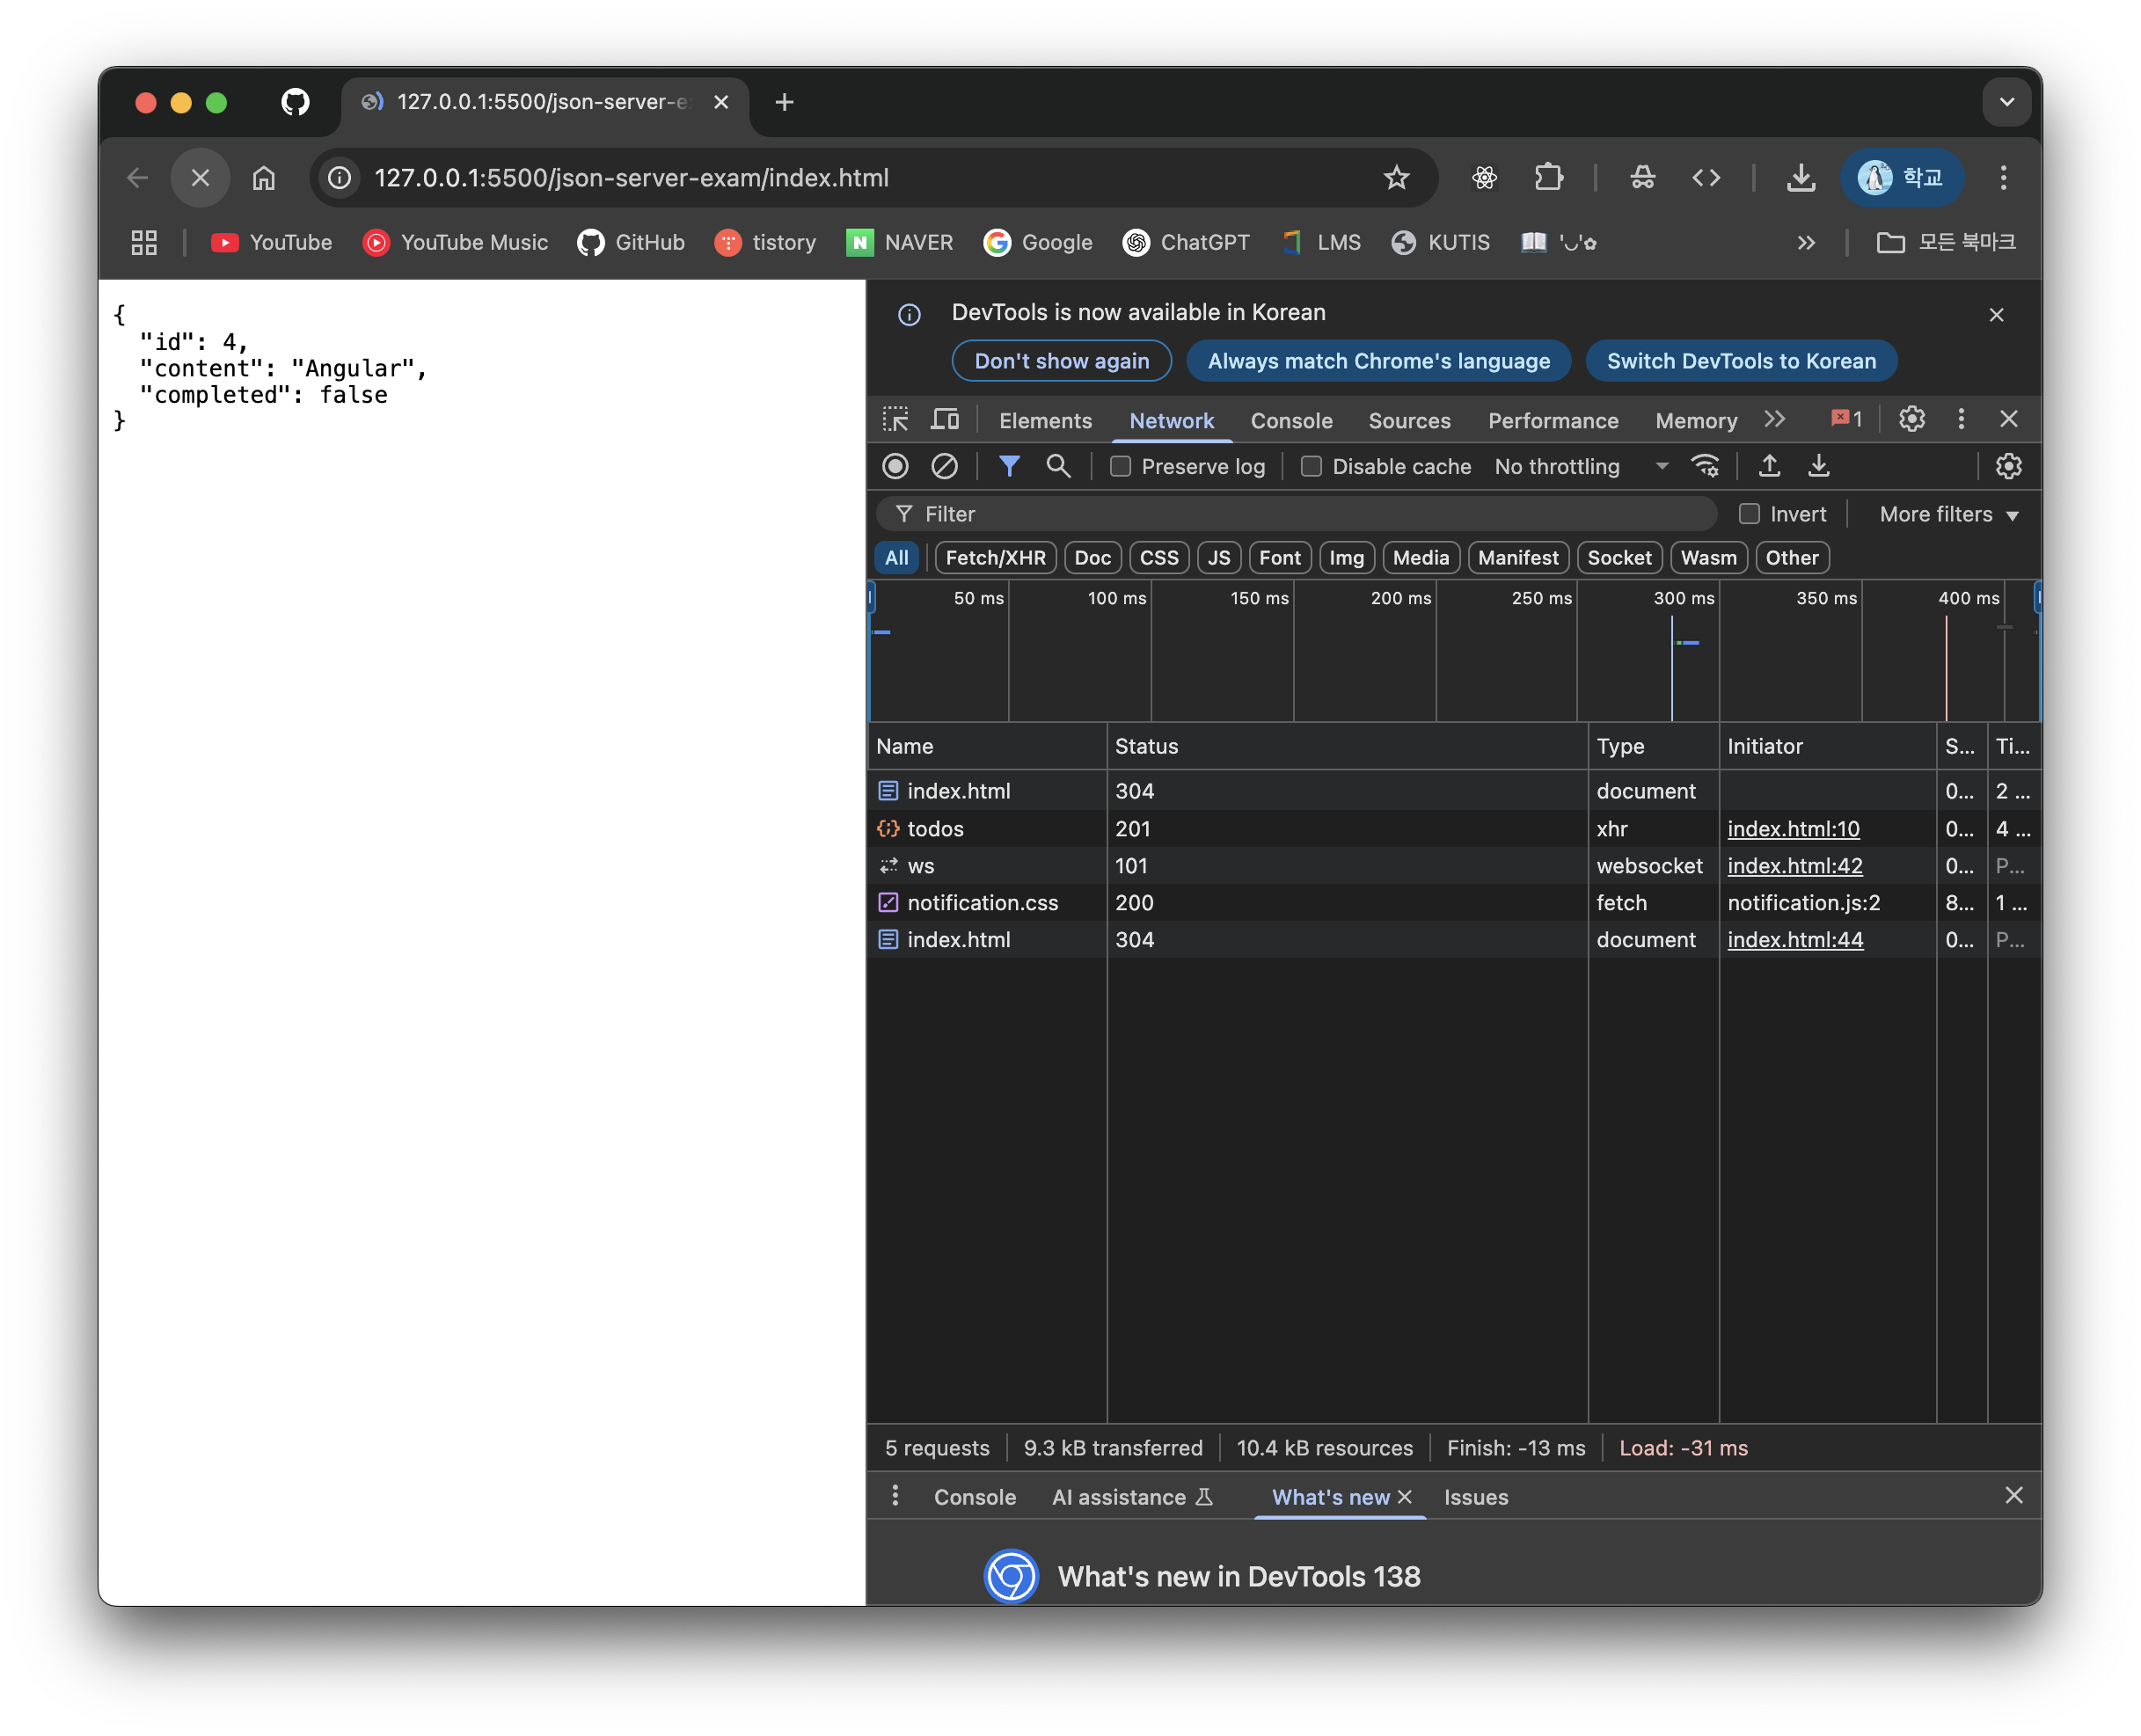 127.0.0.1:5500/json-server-e
127.0.0.1:5500/json-server-exam/index.html
학교
YouTube YouTube Music GitHub tistory NAVER Google ChatGPT LMS KUTIS '◡'✿ 모든 북마크
{
"id": 4,
"content": "Angular",
"completed": false
}
DevTools is now available in Korean
Don't show again Always match Chrome's language Switch DevTools to Korean
Elements Network Console Sources Performance Memory 1
Preserve log Disable cache No throttling
Filter Invert More filters
All Fetch/XHR Doc CSS JS Font Img Media Manifest Socket Wasm Other
50 ms 100 ms 150 ms 200 ms 250 ms 300 ms 350 ms 400 ms
Name Status Type Initiator S... Ti...
index.html 304 document 0... 2 ...
todos 201 xhr index.html:10 0... 4 ...
ws 101 websocket index.html:42 0... P...
notification.css 200 fetch notification.js:2 8... 1 ...
index.html 304 document index.html:44 0... P...
5 requests 9.3 kB transferred 10.4 kB resources Finish: -13 ms Load: -31 ms
Console AI assistance What's new Issues
What's new in DevTools 138